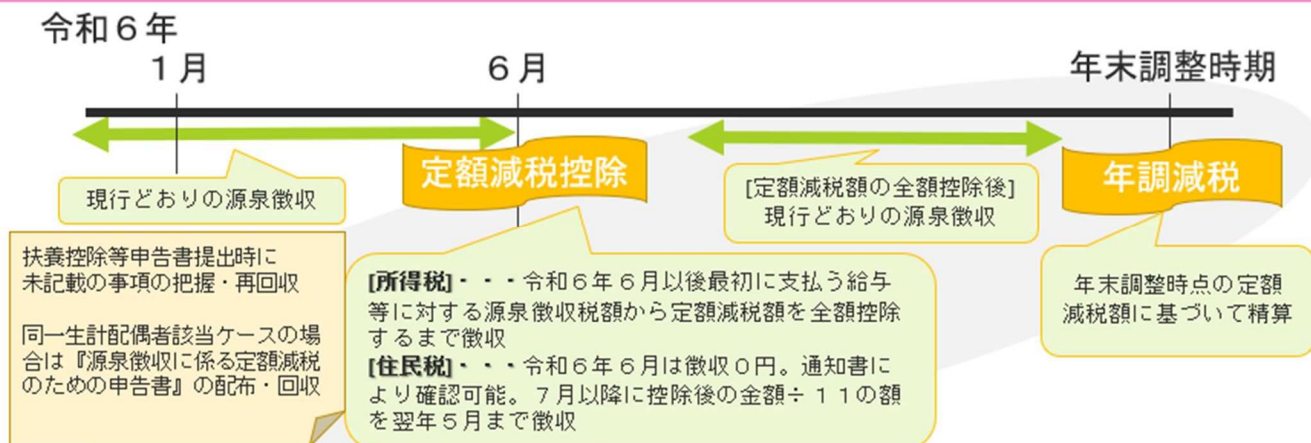 令和６年
１月
６月
年末調整時期
定額減税控除
年調減税
現行どおりの源泉徴収
[定額減税額の全額控除後]
現行どおりの源泉徴収
扶養控除等申告書提出時に
未記載の事項の把握・再回収
同一生計配偶者該当ケースの場
合は『源泉徴収に係る定額減税
のための申告書』の配布・回収
[所得税]・・・令和６年６月以後最初に支払う給与
等に対する源泉徴収税額から定額減税額を全額控除
するまで徴収
[住民税]・・・令和６年６月は徴収０円。通知書に
より確認可能。７月以降に控除後の金額÷１１の額
を翌年５月まで徴収
年末調整時点の定額
減税額に基づいて精算